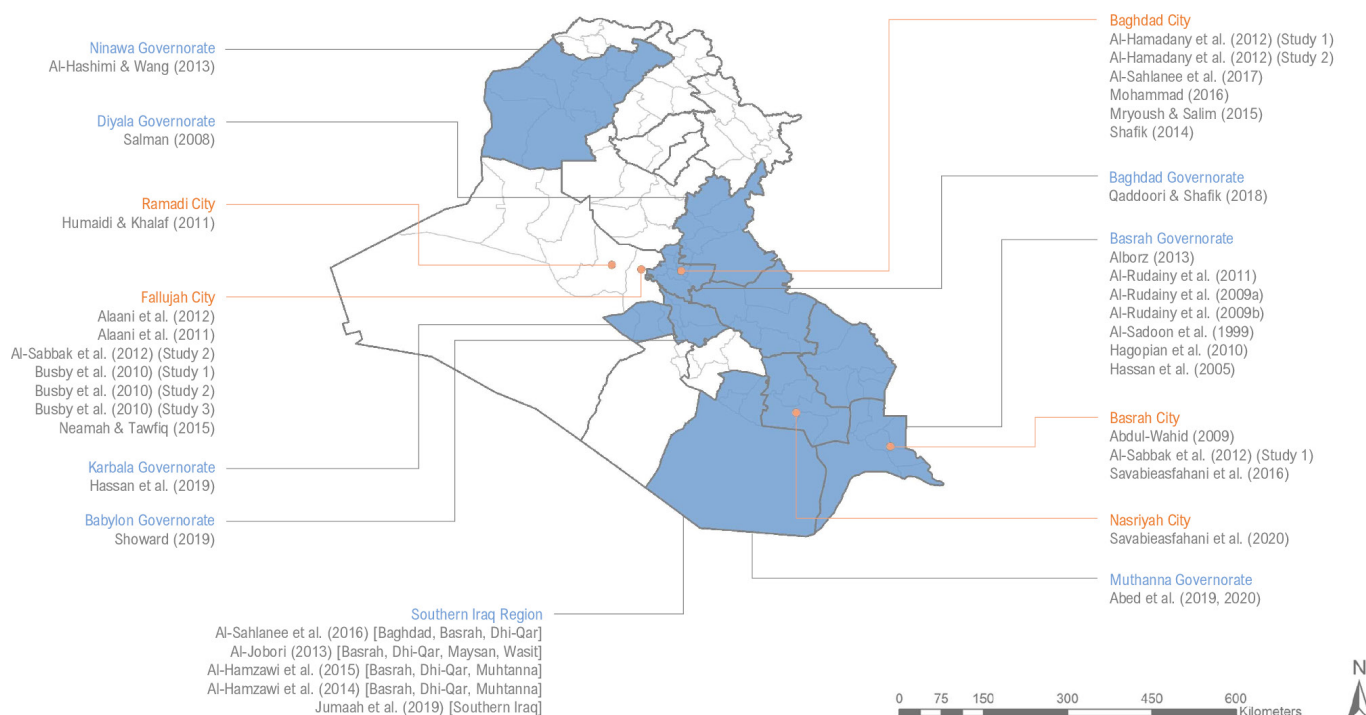 Ninawa Governorate
Al-Hashimi & Wang (2013)
Diyala Governorate
Salman (2008)
Ramadi City
Humaidi & Khalaf (2011)
Fallujah City
Alaani et al. (2012)
Alaani et al. (2011)
Al-Sabbak et al. (2012) (Study 2)
Busby et al. (2010) (Study 1)
Busby et al. (2010) (Study 2)
Busby et al. (2010) (Study 3)
Neamah & Tawfiq (2015)
Karbala Governorate
Hassan et al. (2019)
Babylon Governorate
Showard (2019)
Southern Iraq Region
Al-Sahlanee et al. (2016) [Baghdad, Basrah, Dhi-Qar]
Al-Jobori (2013) [Basrah, Dhi-Qar, Maysan, Wasit]
Al-Hamzawi et al. (2015) [Basrah, Dhi-Qar, Muhtanna]
Al-Hamzawi et al. (2014) [Basrah, Dhi-Qar, Muhtanna]
Jumaah et al. (2019) [Southern Iraq]
Baghdad City
Al-Hamadany et al. (2012) (Study 1)
Al-Hamadany et al. (2012) (Study 2)
Al-Sahlanee et al. (2017)
Mohammad (2016)
Mryoush & Salim (2015)
Shafik (2014)
Baghdad Governorate
Qaddoori & Shafik (2018)
Basrah Governorate
Alborz (2013)
Al-Rudainy et al. (2011)
Al-Rudainy et al. (2009a)
Al-Rudainy et al. (2009b)
Al-Sadoon et al. (1999)
Hagopian et al. (2010)
Hassan et al. (2005)
Basrah City
Abdul-Wahid (2009)
Al-Sabbak et al. (2012) (Study 1)
Savabieasfahani et al. (2016)
Nasriyah City
Savabieasfahani et al. (2020)
Muthanna Governorate
Abed et al. (2019, 2020)
N
0 75 150 300 450 600
Kilometers